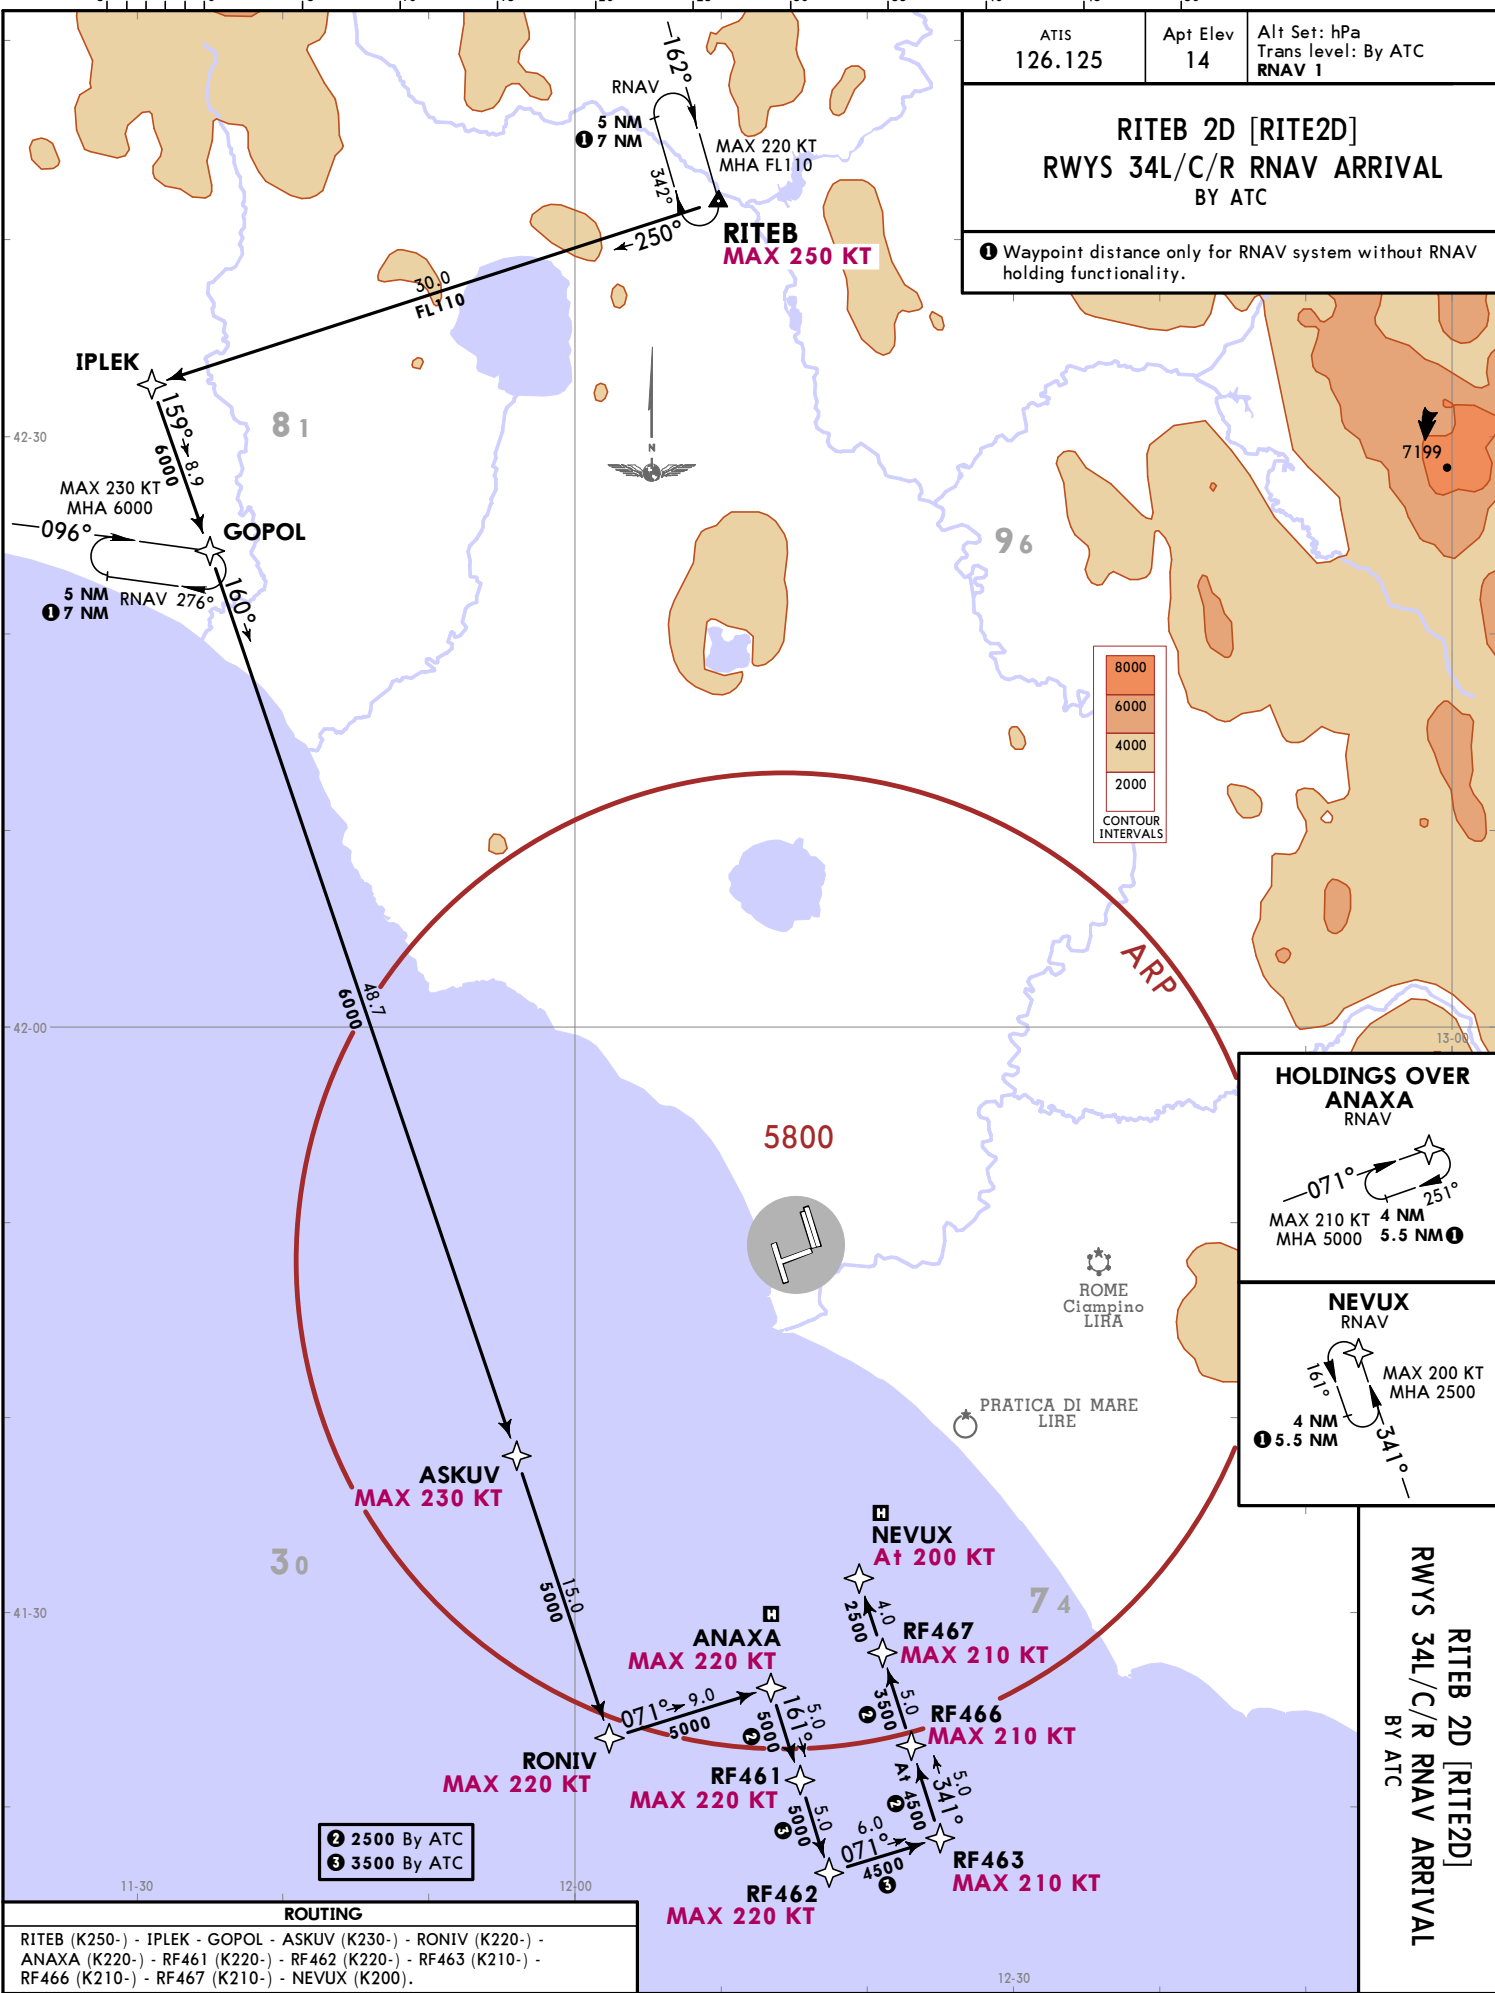 ATIS
126.125
Apt Elev
14
Alt Set: hPa
Trans level: By ATC
RNAV 1
RITEB 2D [RITE2D]
RWYS 34L/C/R RNAV ARRIVAL
BY ATC
❶ Waypoint distance only for RNAV system without RNAV
holding functionality.
162°
RNAV
5 NM
❶ 7 NM
342°
MAX 220 KT
MHA FL110
RITEB
MAX 250 KT
250°
30.0
FL110
IPLEK
159°
8.9
6000
81
42-30
MAX 230 KT
MHA 6000
096°
GOPOL
5 NM
❶ 7 NM
RNAV 276°
160°
N
96
7199
8000
6000
4000
2000
CONTOUR
INTERVALS
ARP
48.7
6000
42-00
13-00
5800
HOLDINGS OVER
ANAXA
RNAV
071°
251°
MAX 210 KT
MHA 5000
4 NM
5.5 NM ❶
NEVUX
RNAV
161°
MAX 200 KT
MHA 2500
4 NM
❶ 5.5 NM
341°
ROME
Ciampino
LIRA
PRATICA DI MARE
LIRE
ASKUV
MAX 230 KT
30
15.0
5000
41-30
H
NEVUX
At 200 KT
74
4.0
2500
RF467
MAX 210 KT
H
ANAXA
MAX 220 KT
5.0
3500
❷
RF466
MAX 210 KT
071°
9.0
5000
RONIV
MAX 220 KT
161°
5.0
5000
❷
RF461
MAX 220 KT
5.0
5000
❸
341°
5.0
At 4500
❷
RF463
MAX 210 KT
6.0
071°
4500
❸
RF462
MAX 220 KT
❷ 2500 By ATC
❸ 3500 By ATC
11-30
12-00
12-30
ROUTING
RITEB (K250-) - IPLEK - GOPOL - ASKUV (K230-) - RONIV (K220-) -
ANAXA (K220-) - RF461 (K220-) - RF462 (K220-) - RF463 (K210-) -
RF466 (K210-) - RF467 (K210-) - NEVUX (K200).
RITEB 2D [RITE2D]
RWYS 34L/C/R RNAV ARRIVAL
BY ATC